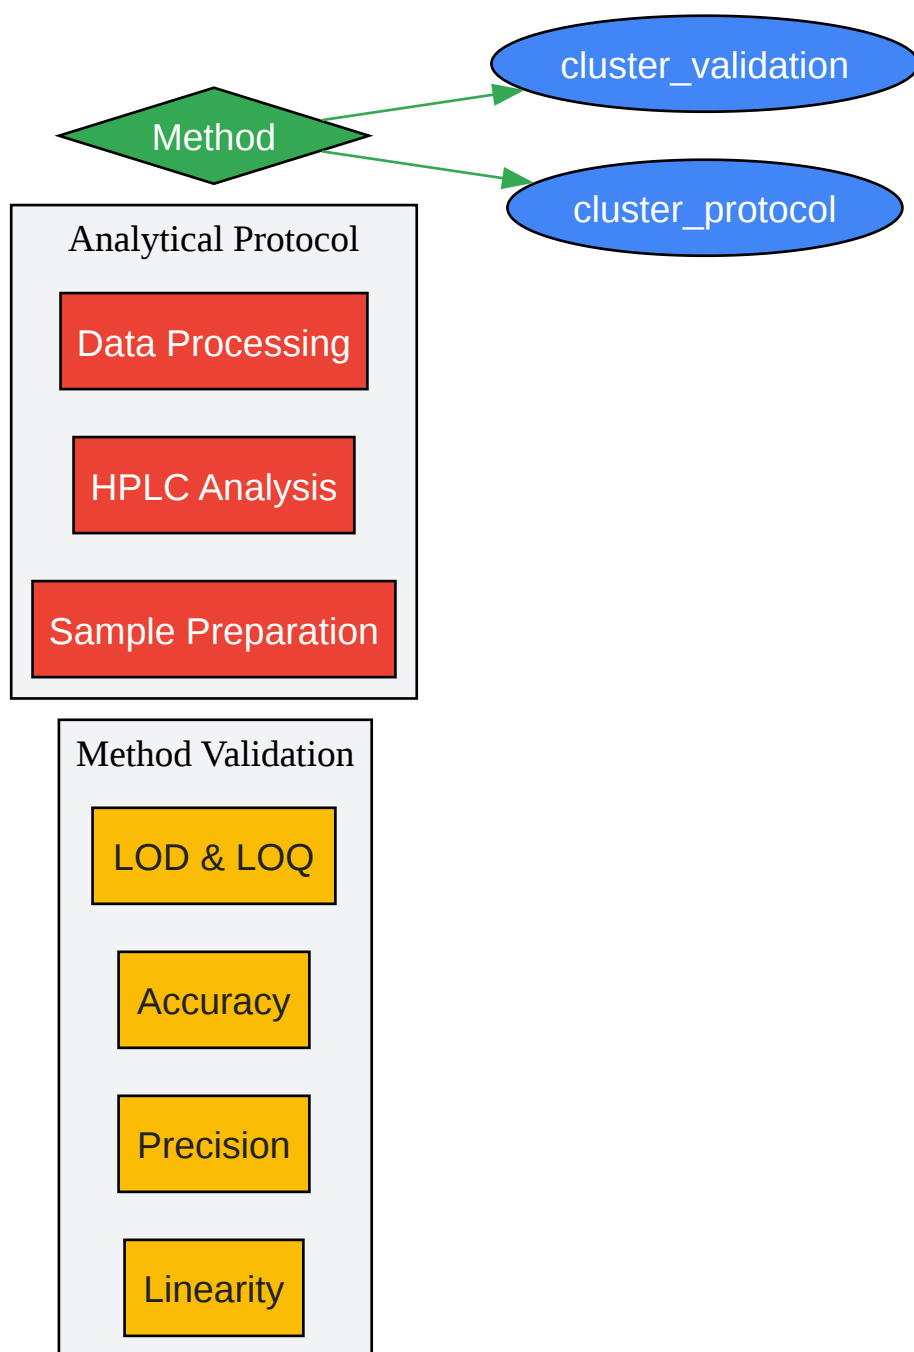 cluster_validation
Method
cluster_protocol
Analytical Protocol
Data Processing
HPLC Analysis
Sample Preparation
Method Validation
LOD & LOQ
Accuracy
Precision
Linearity